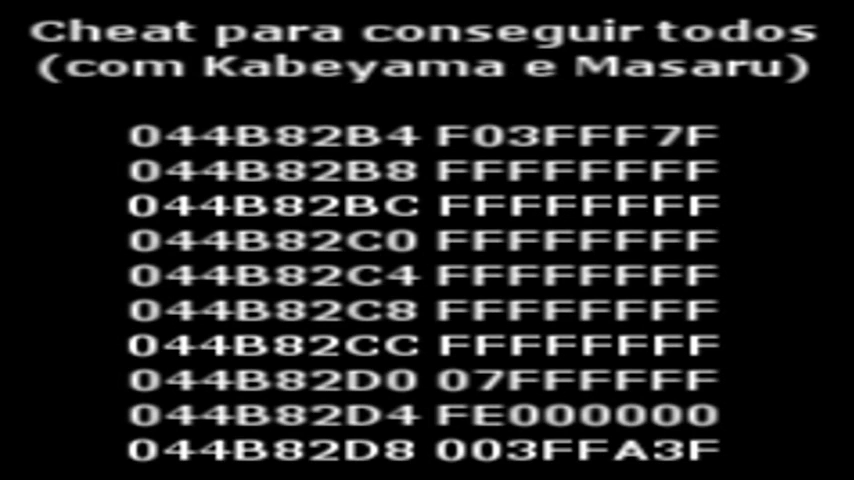 Cheat para conseguir todos
(com Kabeyama e Masaru)
044B82B4 F03FFF7F
044B82B8 FFFFFFFF
044B82BC FFFFFFFF
044B82C0 FFFFFFFF
044B82C4 FFFFFFFF
044B82C8 FFFFFFFF
044B82CC FFFFFFFF
044B82D0 07FFFFFF
044B82D4 FE000000
044B82D8 003FFA3F